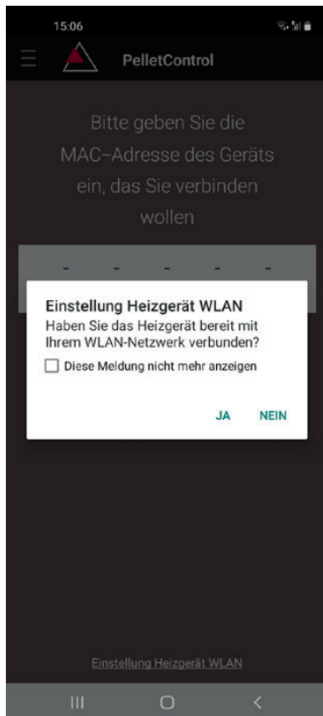 15:06
PelletControl
Bitte geben Sie die
MAC-Adresse des Geräts
ein, das Sie verbinden
wollen
- - - - -
Einstellung Heizgerät WLAN
Haben Sie das Heizgerät bereit mit
Ihrem WLAN-Netzwerk verbunden?
Diese Meldung nicht mehr anzeigen
JA NEIN
Einstellung Heizgerät WLAN